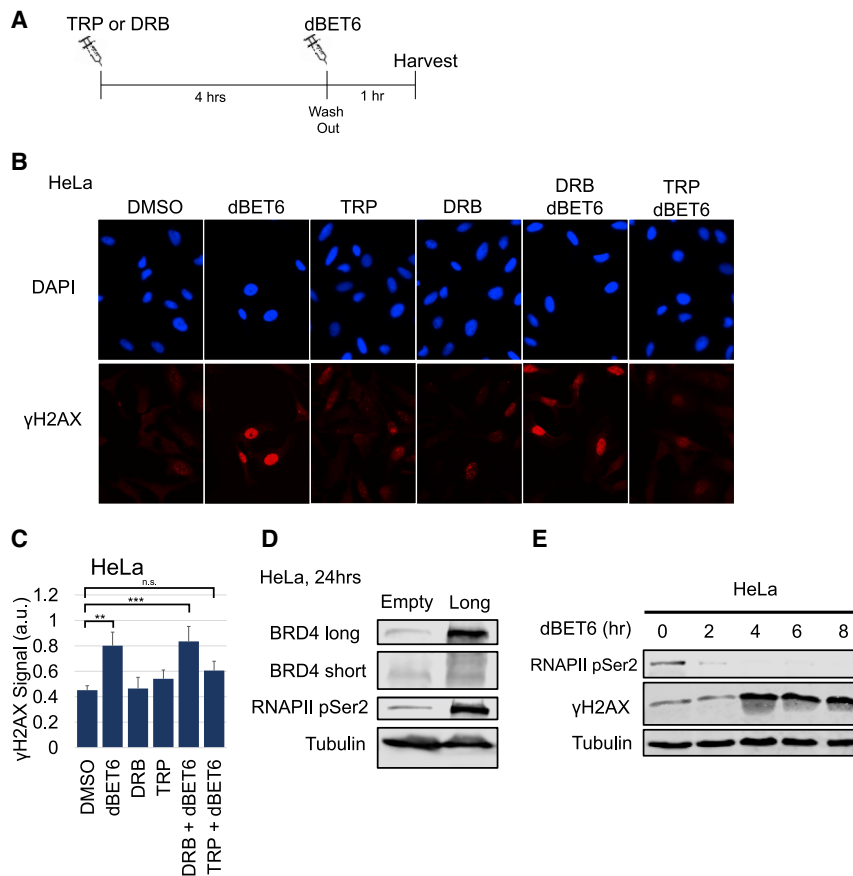 A
TRP or DRB
dBET6
Harvest
4 hrs
Wash
Out
1 hr
B
HeLa
DMSO
dBET6
TRP
DRB
DRB
dBET6
TRP
dBET6
DAPI
γH2AX
C
HeLa
n.s.
***
**
γH2AX Signal (a.u.)
1.2
1
0.8
0.6
0.4
0.2
0
DMSO
dBET6
DRB
TRP
DRB + dBET6
TRP + dBET6
D
HeLa, 24hrs
Empty Long
BRD4 long
BRD4 short
RNAPII pSer2
Tubulin
E
HeLa
dBET6 (hr) 0 2 4 6 8
RNAPII pSer2
γH2AX
Tubulin